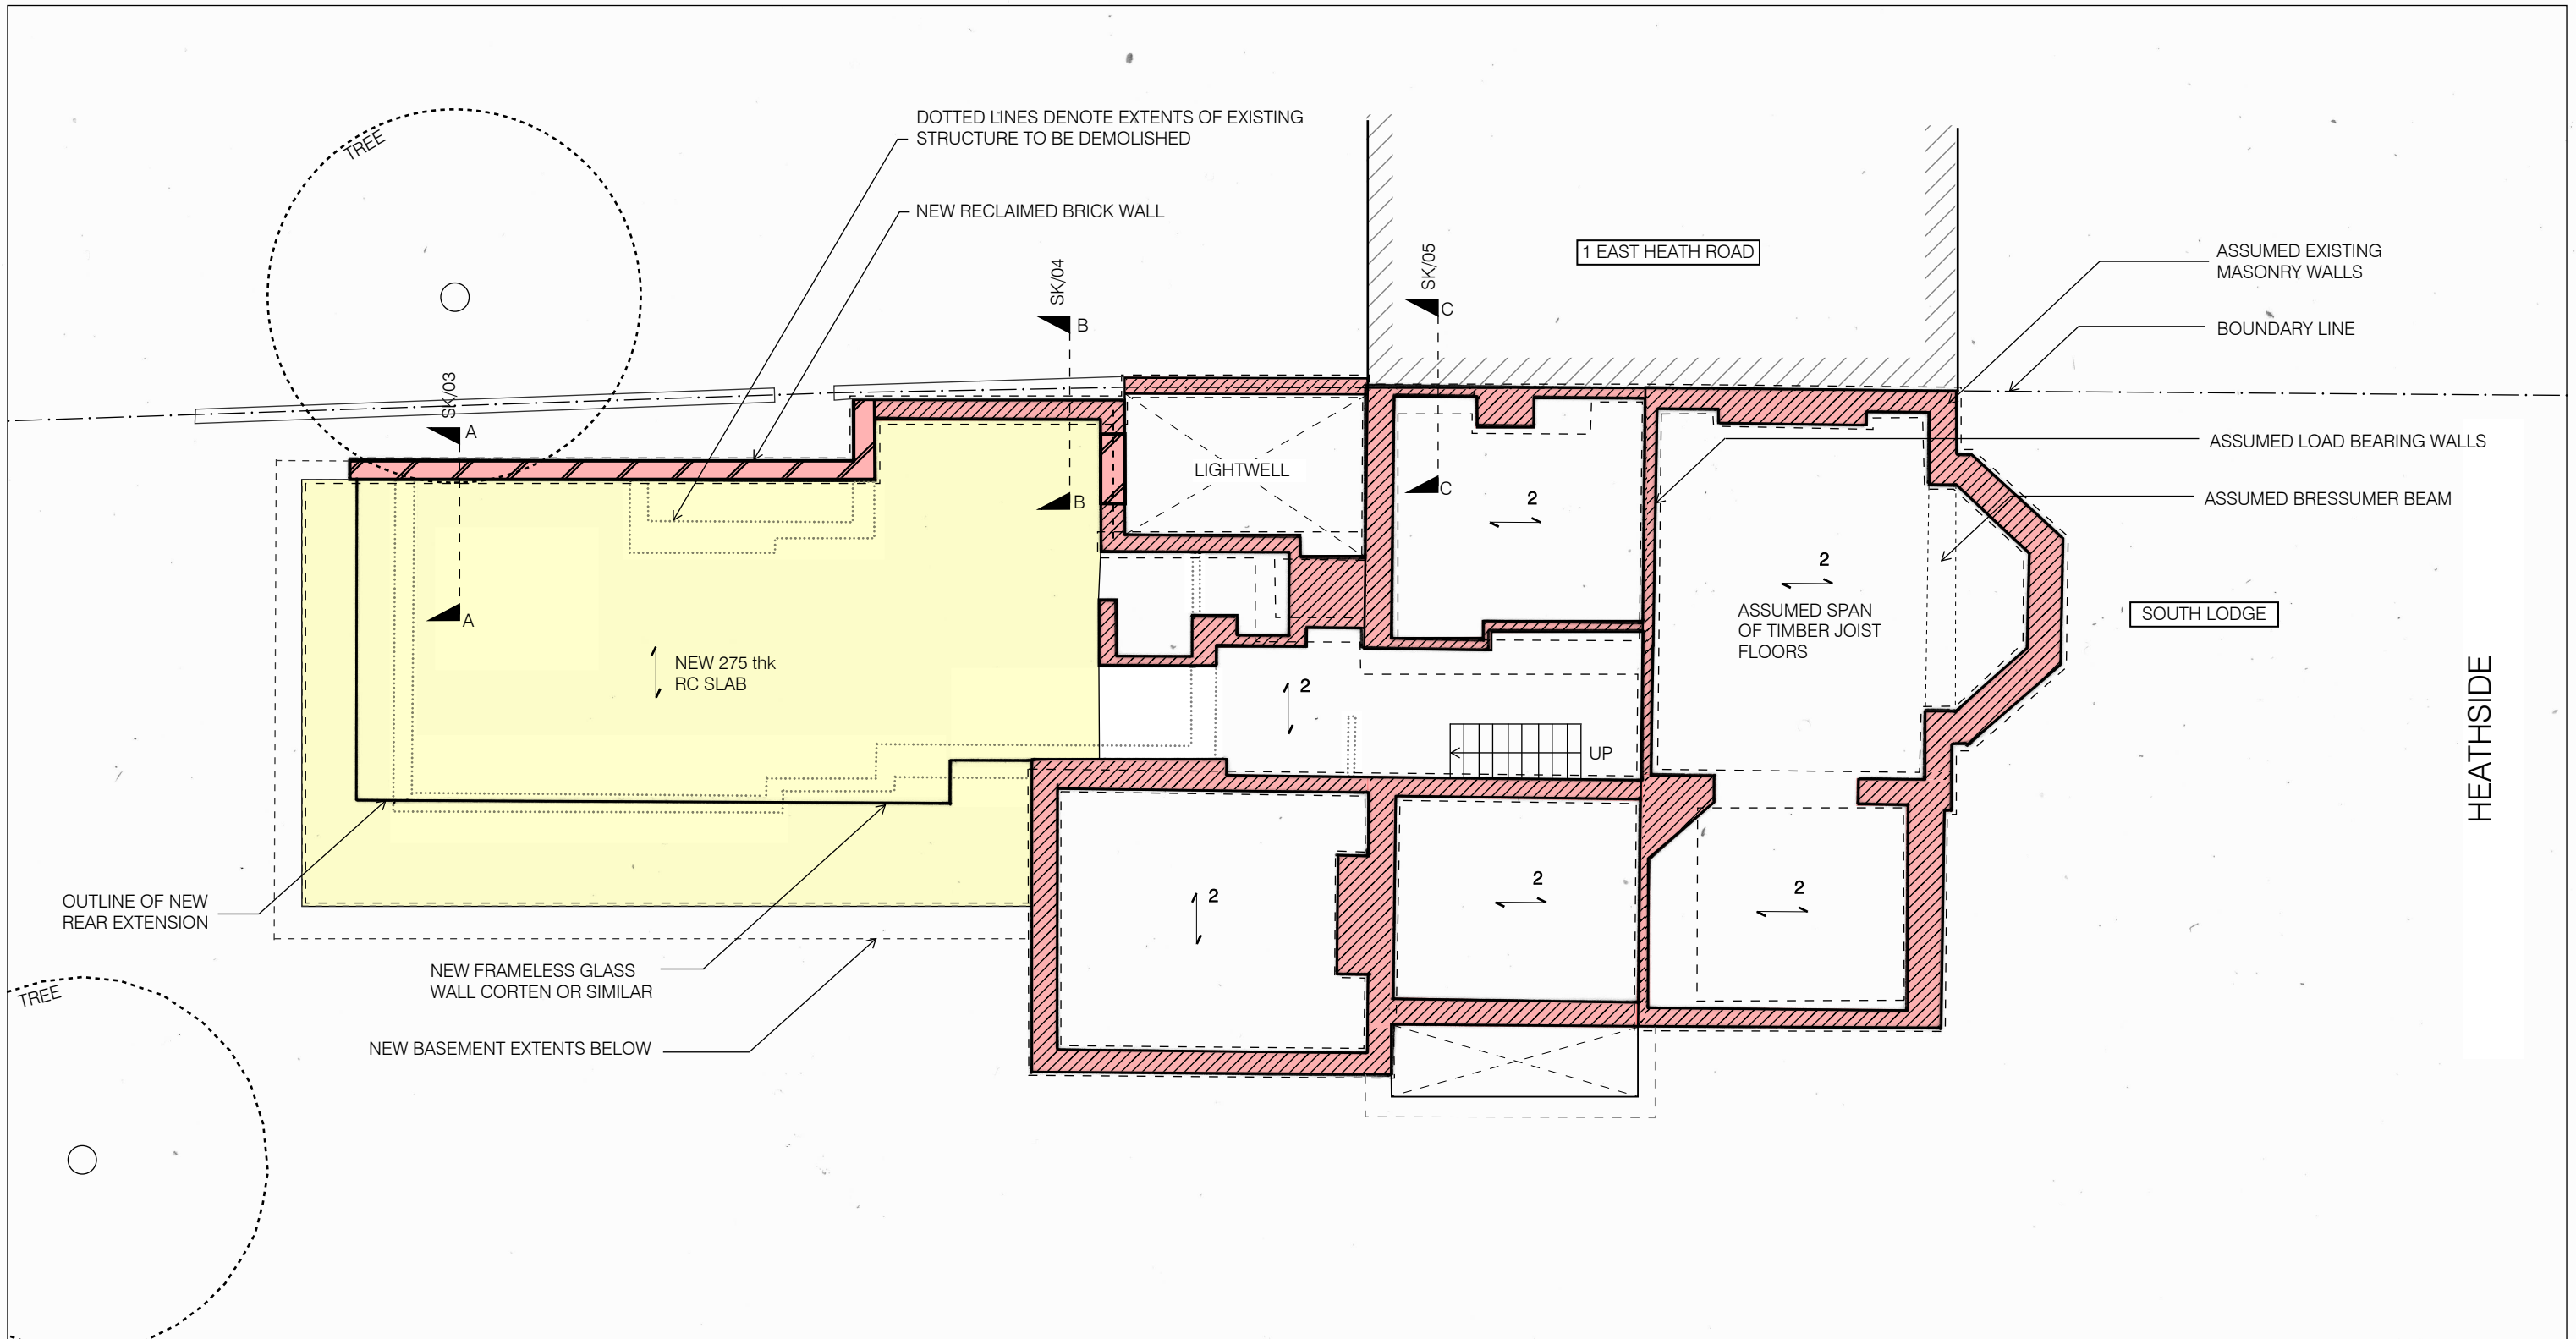 DOTTED LINES DENOTE EXTENTS OF EXISTING
STRUCTURE TO BE DEMOLISHED
TREE
NEW RECLAIMED BRICK WALL
1 EAST HEATH ROAD
ASSUMED EXISTING
MASONRY WALLS
SK/04
SK/05
C
B
BOUNDARY LINE
SK/03
A
ASSUMED LOAD BEARING WALLS
LIGHTWELL
C
2
B
ASSUMED BRESSUMER BEAM
2
ASSUMED SPAN
OF TIMBER JOIST
FLOORS
A
SOUTH LODGE
NEW 275 thk
RC SLAB
2
HEATHSIDE
UP
2
2
2
OUTLINE OF NEW
REAR EXTENSION
NEW FRAMELESS GLASS
WALL CORTEN OR SIMILAR
TREE
NEW BASEMENT EXTENTS BELOW